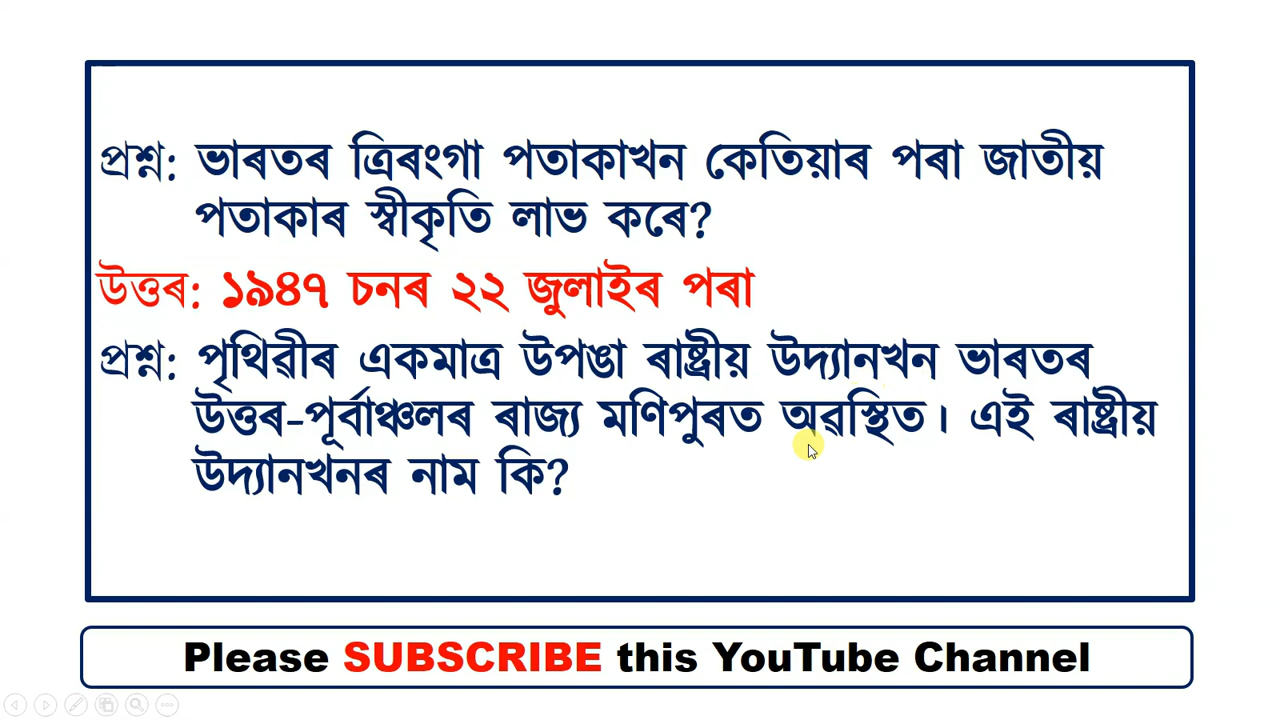 প্ৰশ্ন: ভাৰতৰ ত্ৰিৰংগা পতাকাখন কেতিয়াৰ পৰা জাতীয়
পতাকাৰ স্বীকৃতি লাভ কৰে?
উত্তৰ: ১৯৪৭ চনৰ ২২ জুলাইৰ পৰা
প্ৰশ্ন: পৃথিৱীৰ একমাত্ৰ উপঙা ৰাষ্ট্ৰীয় উদ্যানখন ভাৰতৰ
উত্তৰ-পূৰ্বাঞ্চলৰ ৰাজ্য মণিপুৰত অৱস্থিত। এই ৰাষ্ট্ৰীয়
উদ্যানখনৰ নাম কি?
Please SUBSCRIBE this YouTube Channel